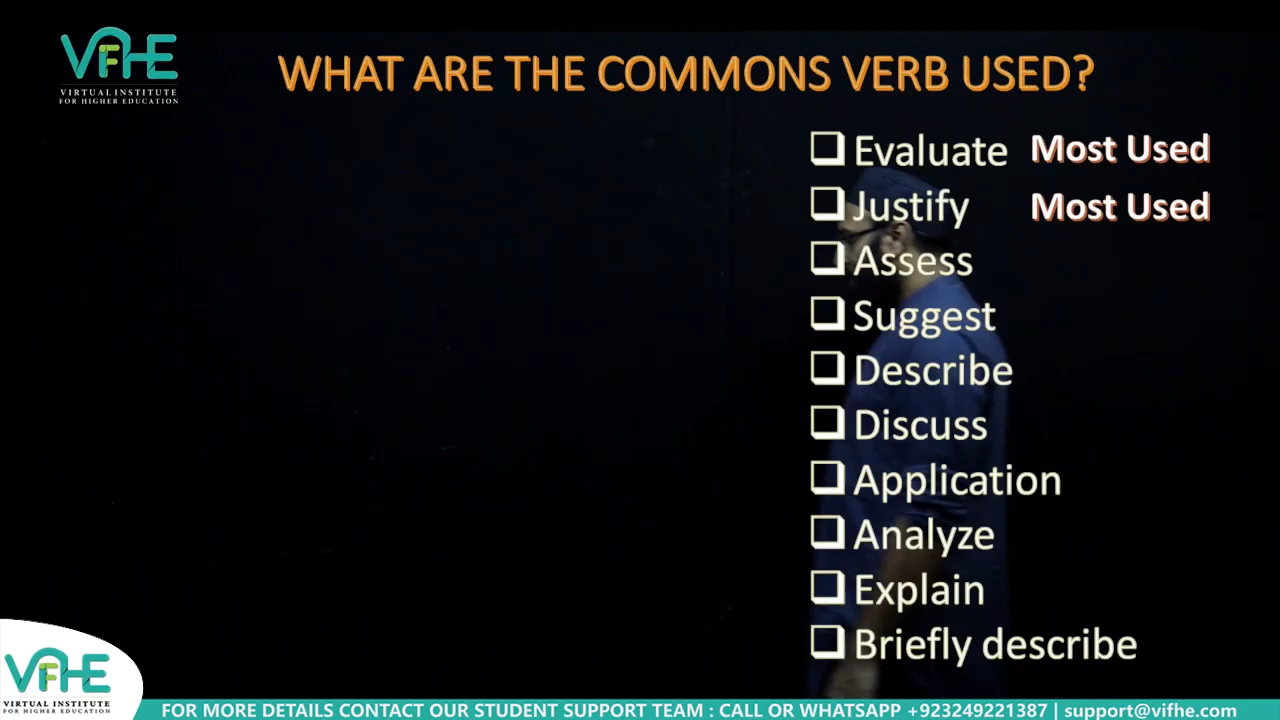 VFHE
VIRTUAL INSTITUTE
FOR HIGHER EDUCATION
WHAT ARE THE COMMONS VERB USED?
Evaluate Most Used
Justify Most Used
Assess
Suggest
Describe
Discuss
Application
Analyze
Explain
Briefly describe
VFHE
VIRTUAL INSTITUTE
FOR HIGHER EDUCATION
FOR MORE DETAILS CONTACT OUR STUDENT SUPPORT TEAM : CALL OR WHATSAPP +923249221387 | support@vifhe.com